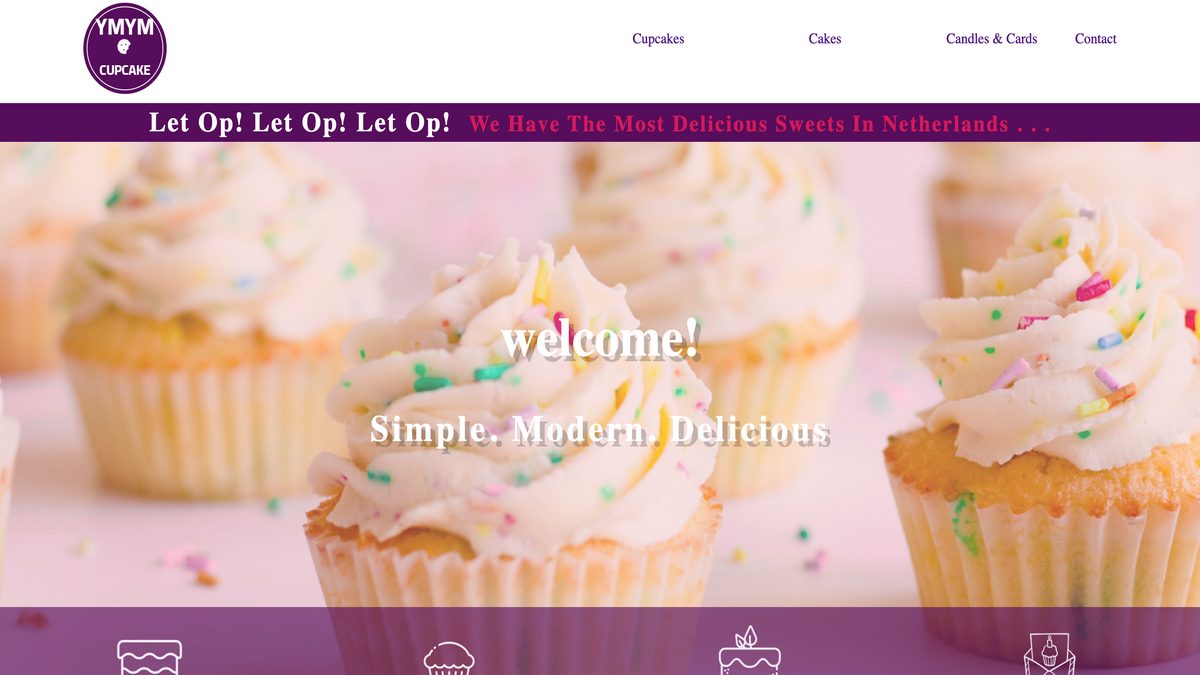 YMYM
CUPCAKE
Cupcakes Cakes Candles & Cards Contact
Let Op! Let Op! Let Op! We Have The Most Delicious Sweets In Netherlands . . .
welcome!
Simple. Modern. Delicious